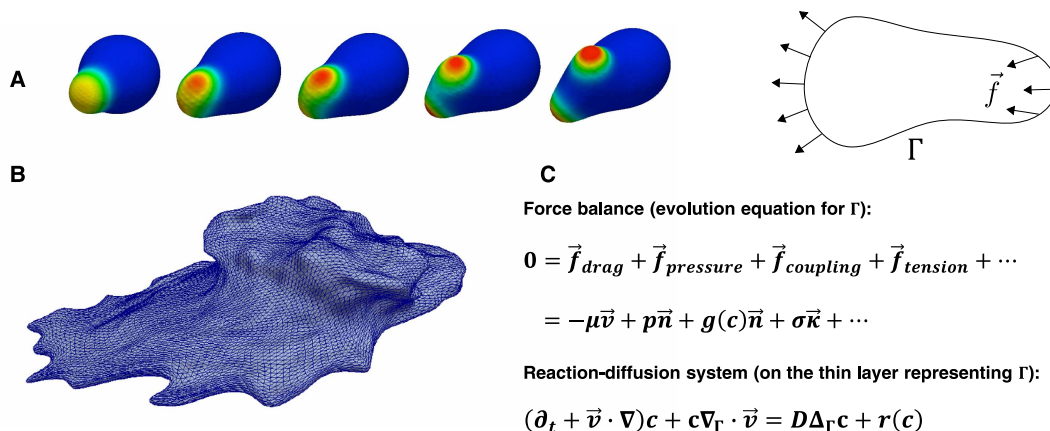 A
f⃗
Γ
B
C
Force balance (evolution equation for Γ):
0 = f⃗_drag + f⃗_pressure + f⃗_coupling + f⃗_tension + ⋯
= −μv⃗ + pn⃗ + g(c)n⃗ + σκ⃗ + ⋯
Reaction-diffusion system (on the thin layer representing Γ):
(∂_t + v⃗ · ∇)c + c∇_Γ · v⃗ = DΔ_Γ c + r(c)